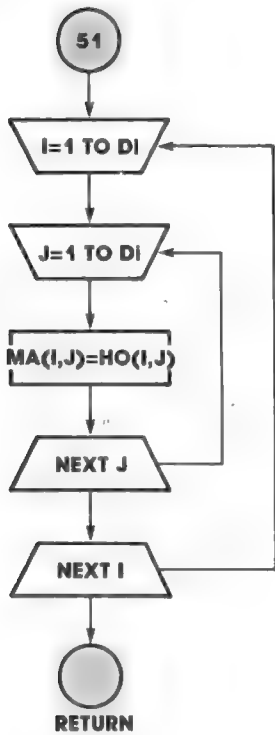 51
I=1 TO DI
J=1 TO DI
MA(I,J)=HO(I,J)
NEXT J
NEXT I
RETURN